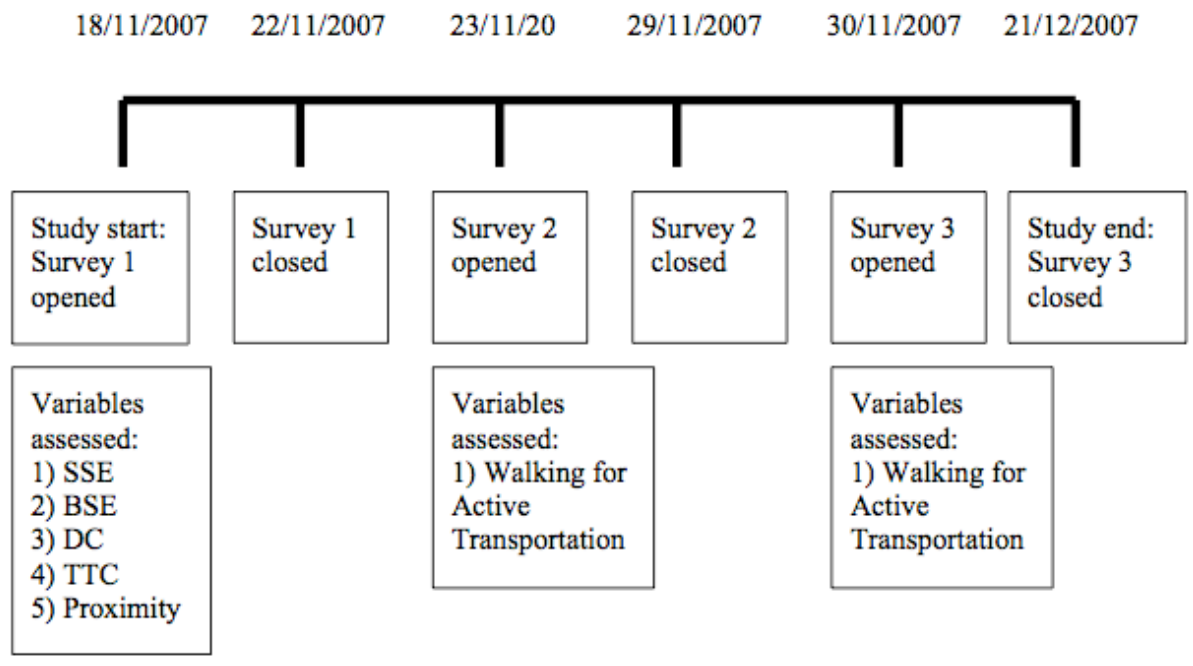 18/11/2007 22/11/2007 23/11/20 29/11/2007 30/11/2007 21/12/2007
Study start:
Survey 1
opened
Survey 1
closed
Survey 2
opened
Survey 2
closed
Survey 3
opened
Study end:
Survey 3
closed
Variables
assessed:
1) SSE
2) BSE
3) DC
4) TTC
5) Proximity
Variables
assessed:
1) Walking for
Active
Transportation
Variables
assessed:
1) Walking for
Active
Transportation